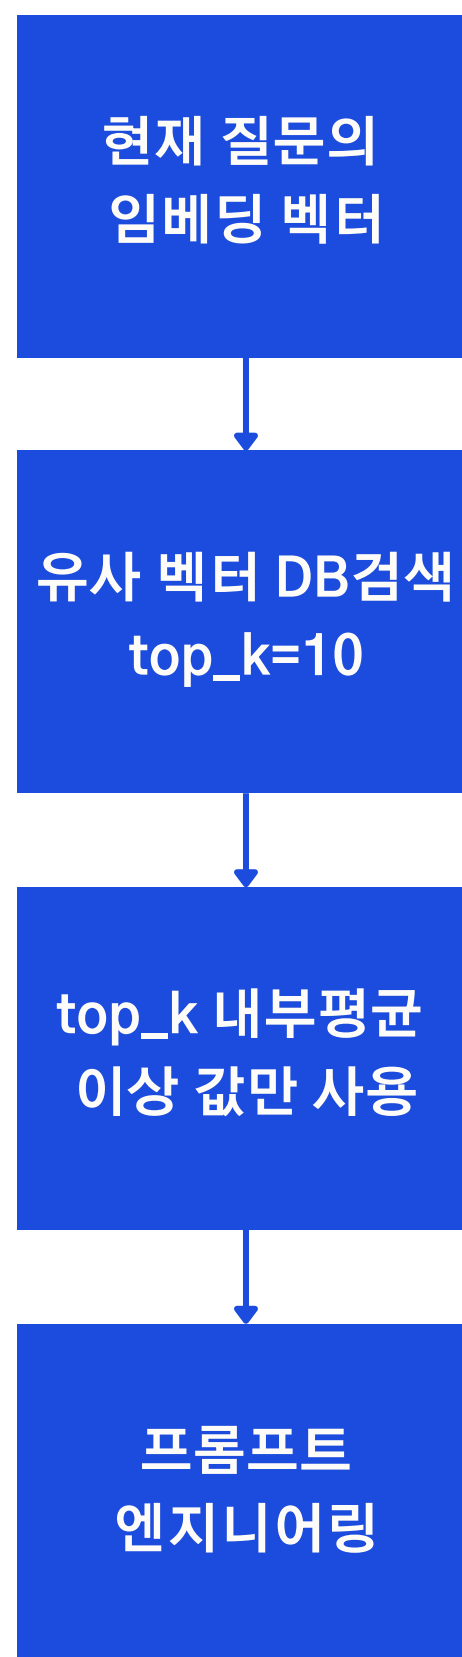 현재 질문의
임베딩 벡터
유사 벡터 DB검색
top_k=10
top_k 내부평균
이상 값만 사용
프롬프트
엔지니어링